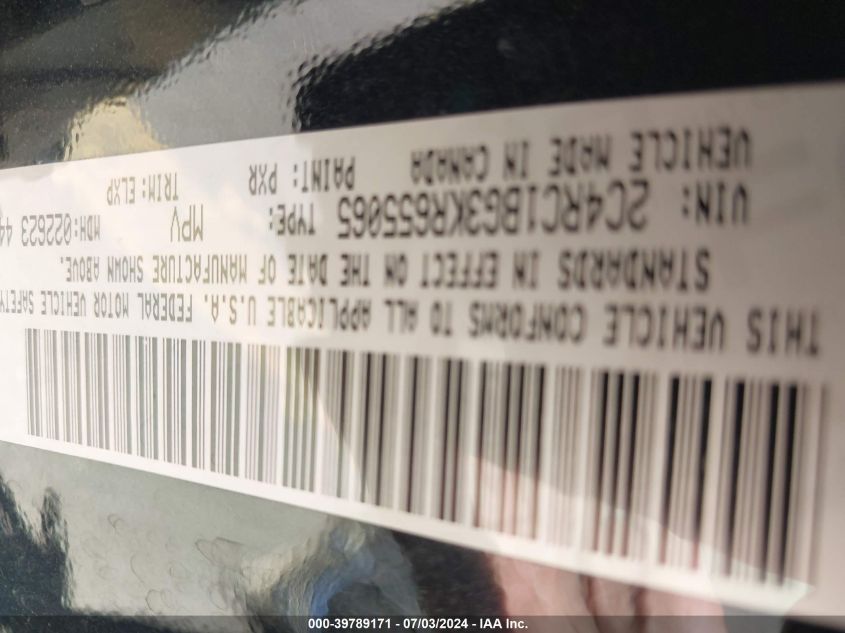 THIS VEHICLE CONFORMS TO ALL APPLICABLE U.S.A. FEDERAL MOTOR VEHICLE SAFETY
STANDARDS IN EFFECT ON THE DATE OF MANUFACTURE SHOWN ABOVE.
VIN: 2C4RC1BG3KR655065 TYPE: MPV MDH:022623 44
VEHICLE MADE IN CANADA PAINT: PXR TRIM: ELXP
000-39789171 - 07/03/2024 - IAA Inc.